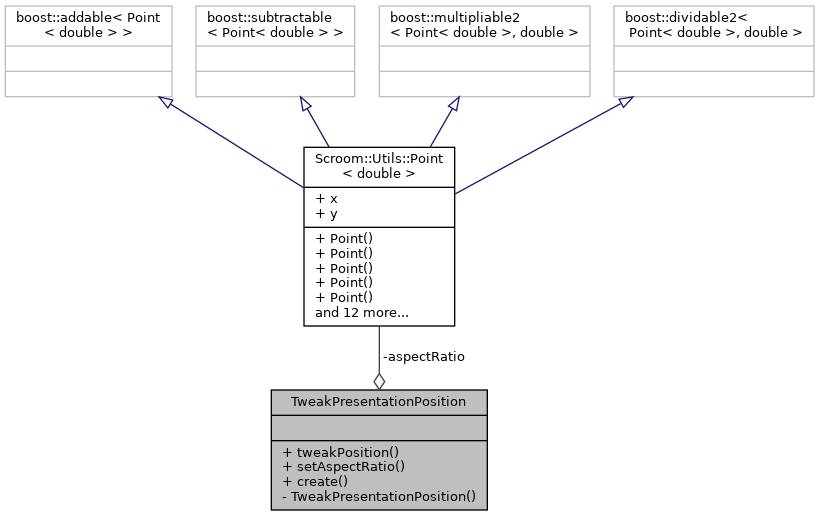 boost::addable< Point
< double > >
boost::subtractable
< Point< double > >
boost::multipliable2
< Point< double >, double >
boost::dividable2<
Point< double >, double >
Scroom::Utils::Point
< double >
+ x
+ y
+ Point()
+ Point()
+ Point()
+ Point()
+ Point()
and 12 more...
-aspectRatio
TweakPresentationPosition
+ tweakPosition()
+ setAspectRatio()
+ create()
- TweakPresentationPosition()